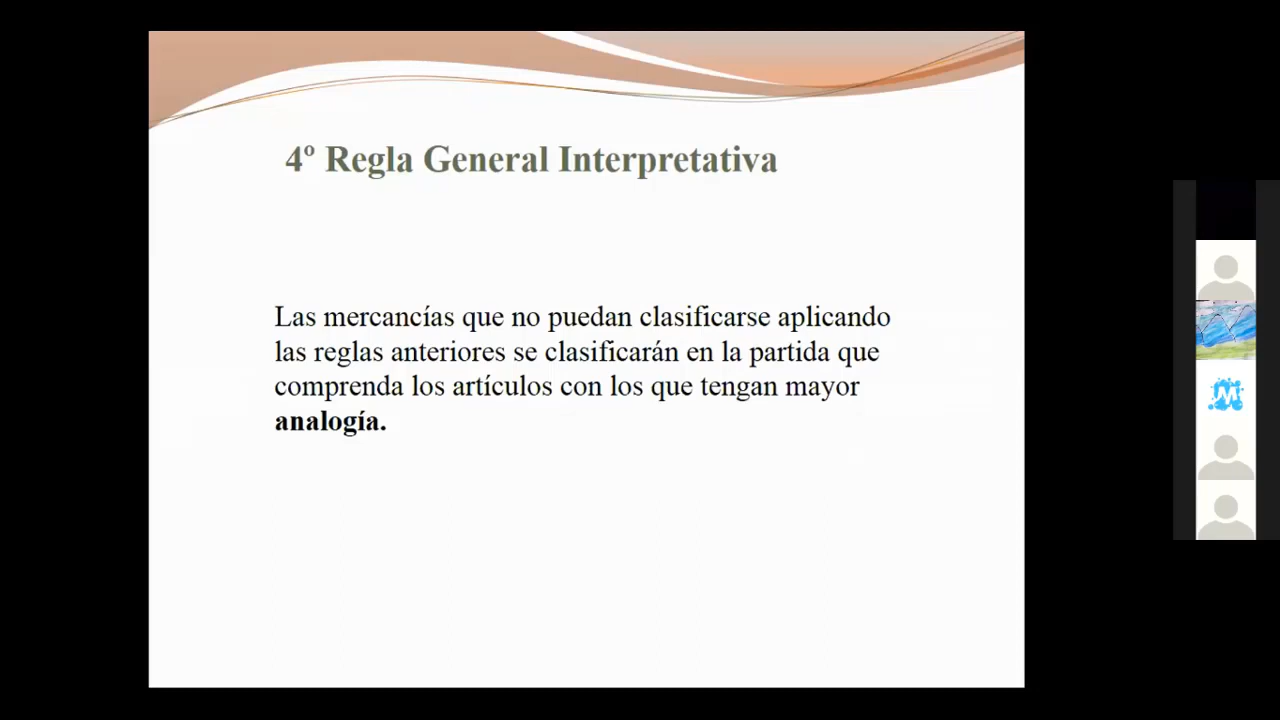 4º Regla General Interpretativa
Las mercancías que no puedan clasificarse aplicando
las reglas anteriores se clasificarán en la partida que
comprenda los artículos con los que tengan mayor
analogía.
M